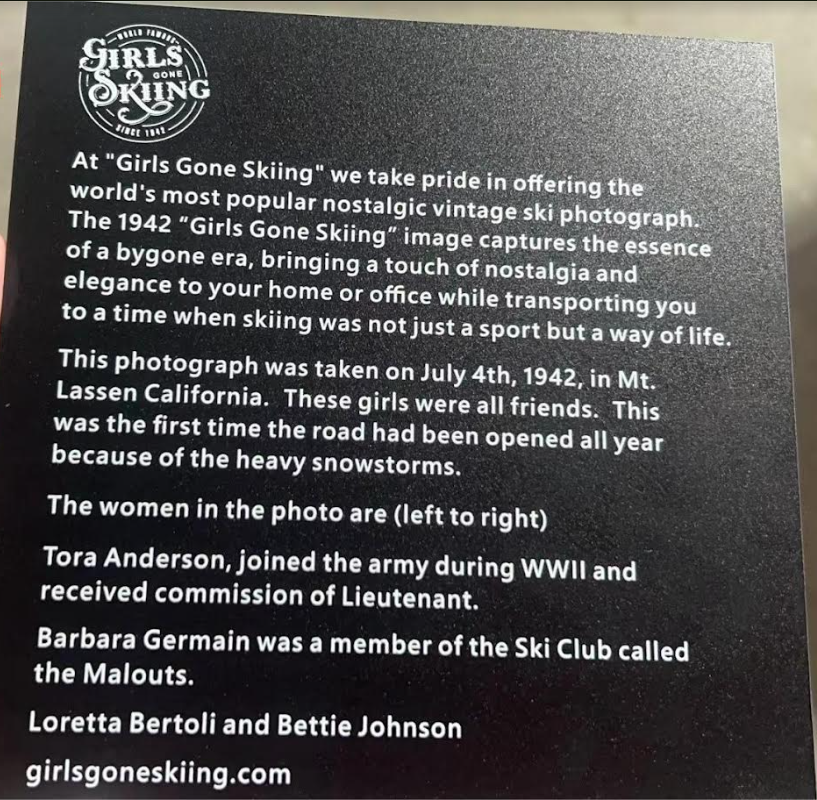 WORLD FAMOUS
GIRLS
GONE
SKIING
SINCE 1942
At "Girls Gone Skiing" we take pride in offering the
world's most popular nostalgic vintage ski photograph.
The 1942 “Girls Gone Skiing” image captures the essence
of a bygone era, bringing a touch of nostalgia and
elegance to your home or office while transporting you
to a time when skiing was not just a sport but a way of life.
This photograph was taken on July 4th, 1942, in Mt.
Lassen California.  These girls were all friends.  This
was the first time the road had been opened all year
because of the heavy snowstorms.
The women in the photo are (left to right)
Tora Anderson, joined the army during WWII and
received commission of Lieutenant.
Barbara Germain was a member of the Ski Club called
the Malouts.
Loretta Bertoli and Bettie Johnson
girlsgoneskiing.com